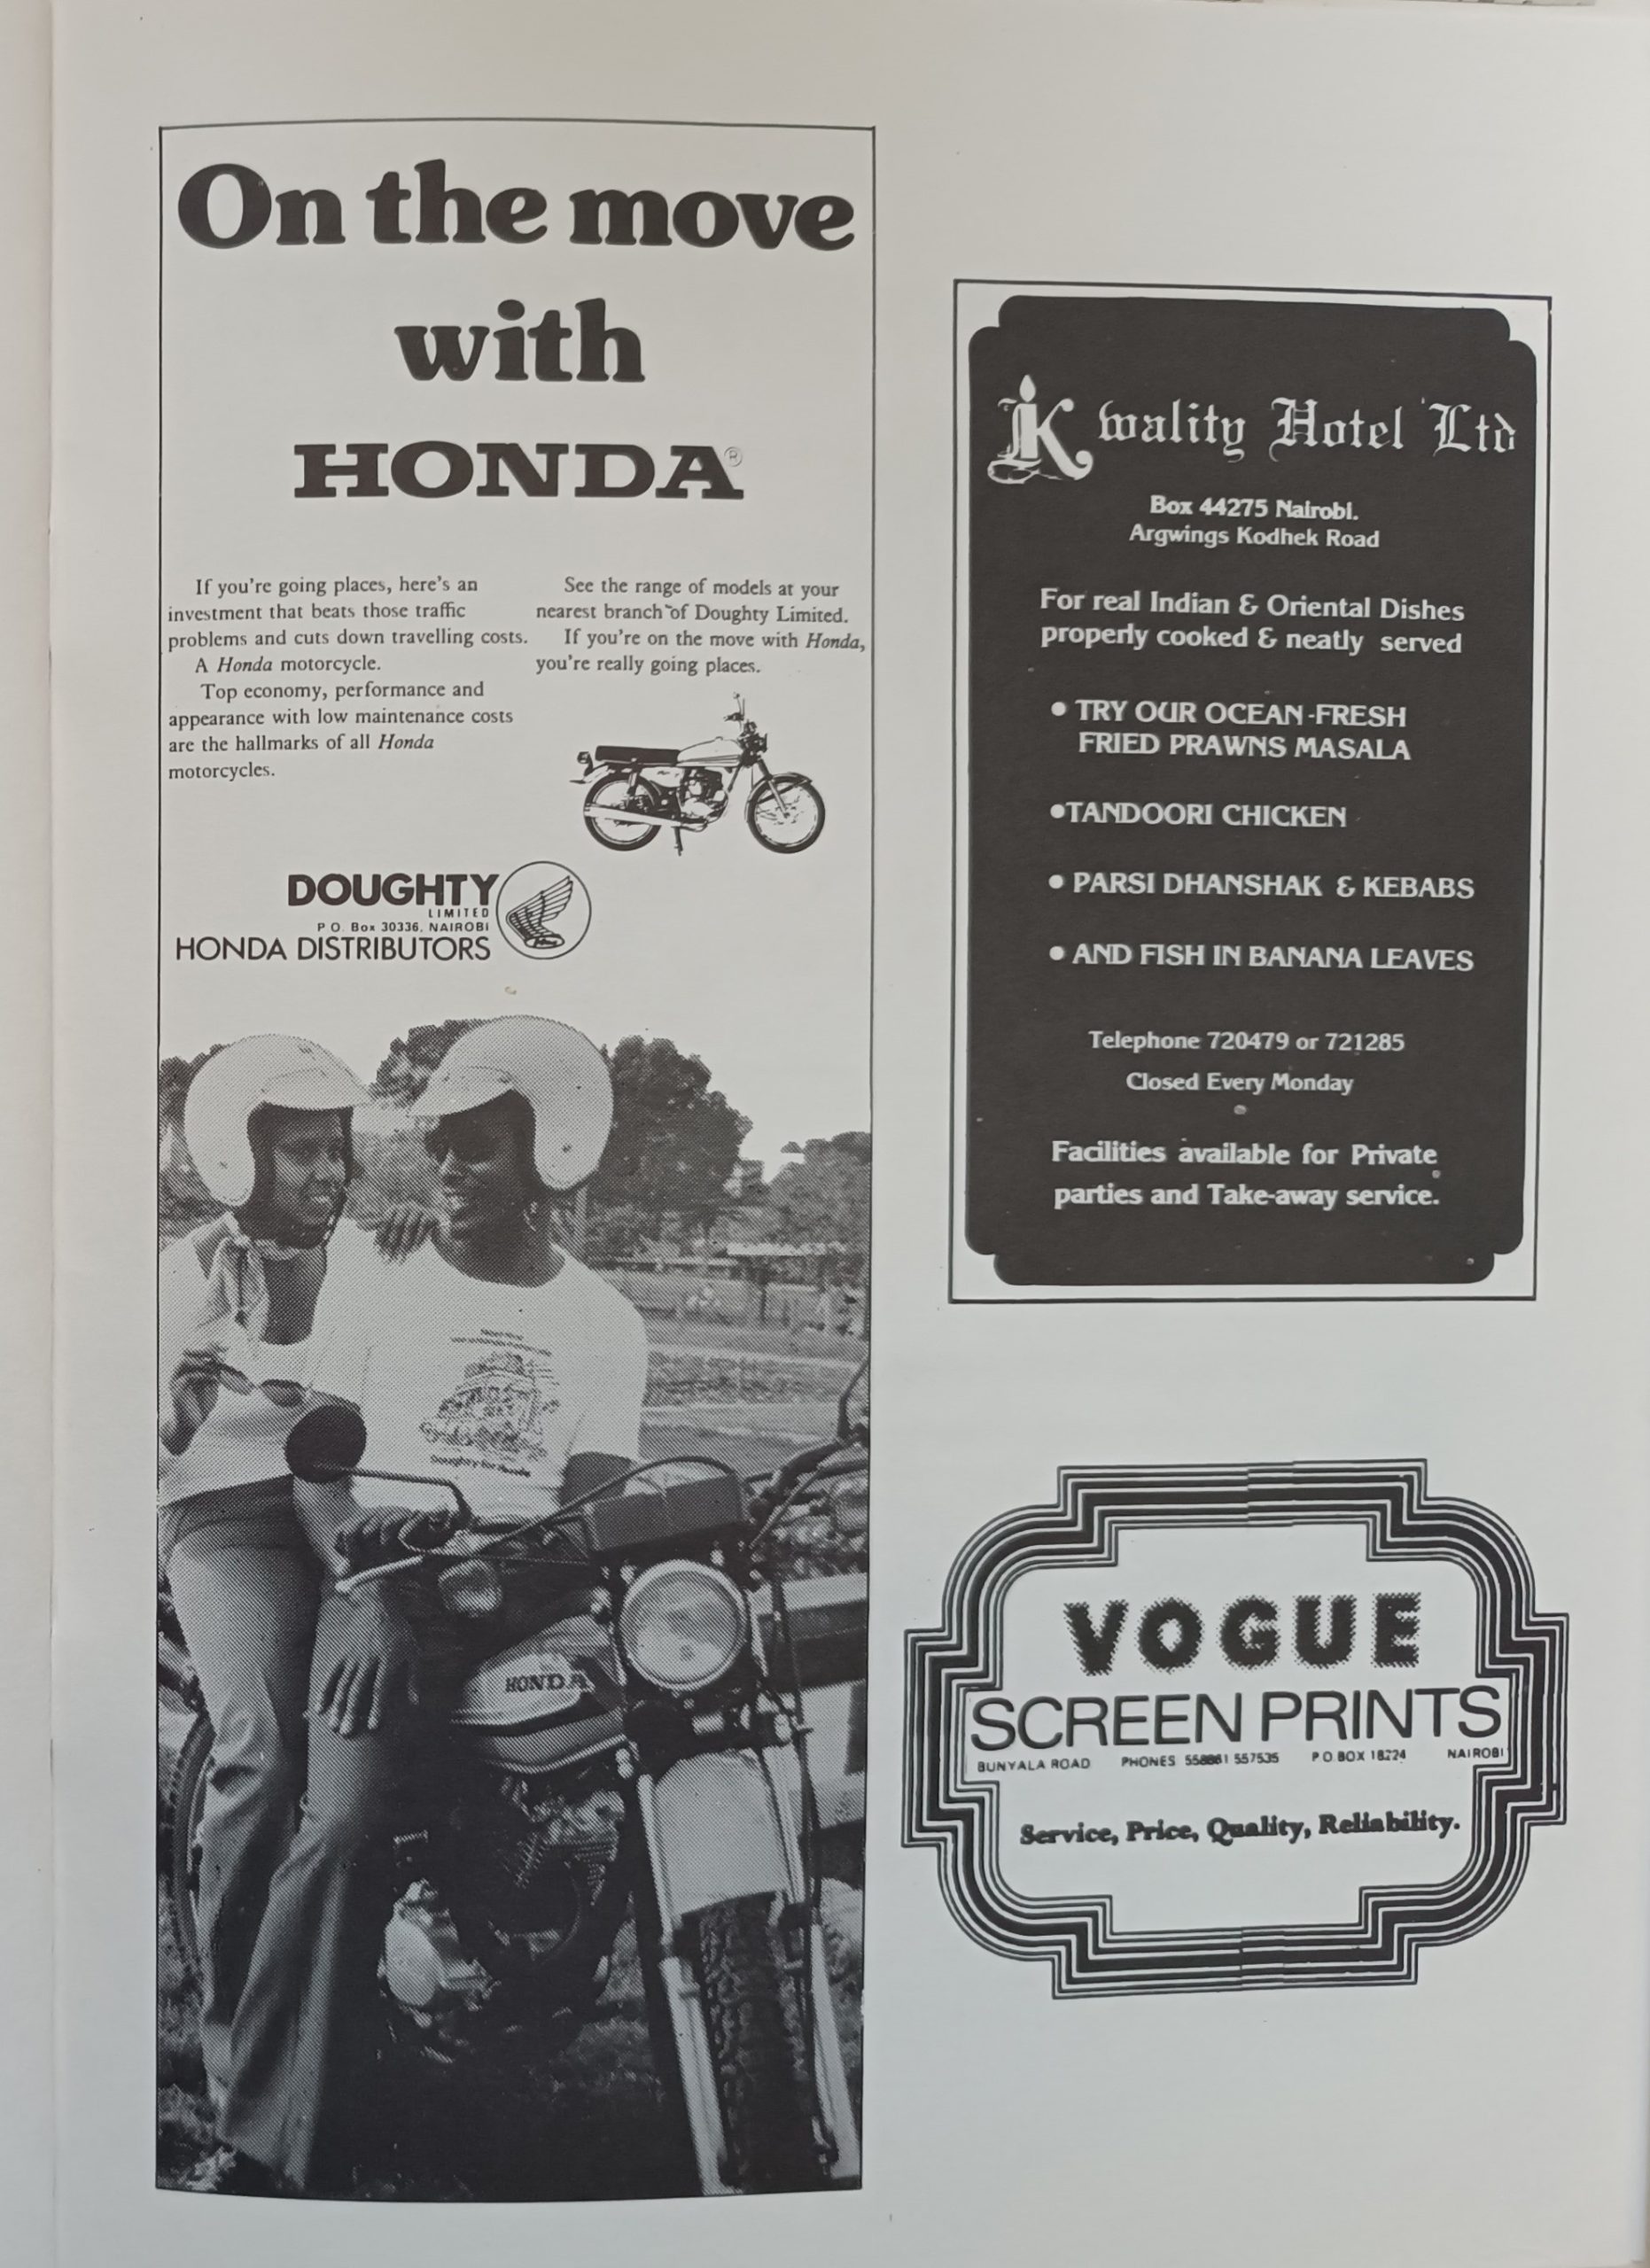 On the move
with
HONDA®
If you're going places, here's an
investment that beats those traffic
problems and cuts down travelling costs.
A Honda motorcycle.
Top economy, performance and
appearance with low maintenance costs
are the hallmarks of all Honda
motorcycles.
See the range of models at your
nearest branch of Doughty Limited.
If you're on the move with Honda,
you're really going places.
DOUGHTY
LIMITED
P.O. Box 30336, NAIROBI
HONDA DISTRIBUTORS
Doughty for Honda
HONDA
Kwality Hotel Ltd
Box 44275 Nairobi.
Argwings Kodhek Road
For real Indian & Oriental Dishes
properly cooked & neatly served
• TRY OUR OCEAN-FRESH
FRIED PRAWNS MASALA
• TANDOORI CHICKEN
• PARSI DHANSHAK & KEBABS
• AND FISH IN BANANA LEAVES
Telephone 720479 or 721285
Closed Every Monday
Facilities available for Private
parties and Take-away service.
VOGUE
SCREEN PRINTS
BUNYALA ROAD PHONES 557535 P O BOX 18224 NAIROBI
Service, Price, Quality, Reliability.